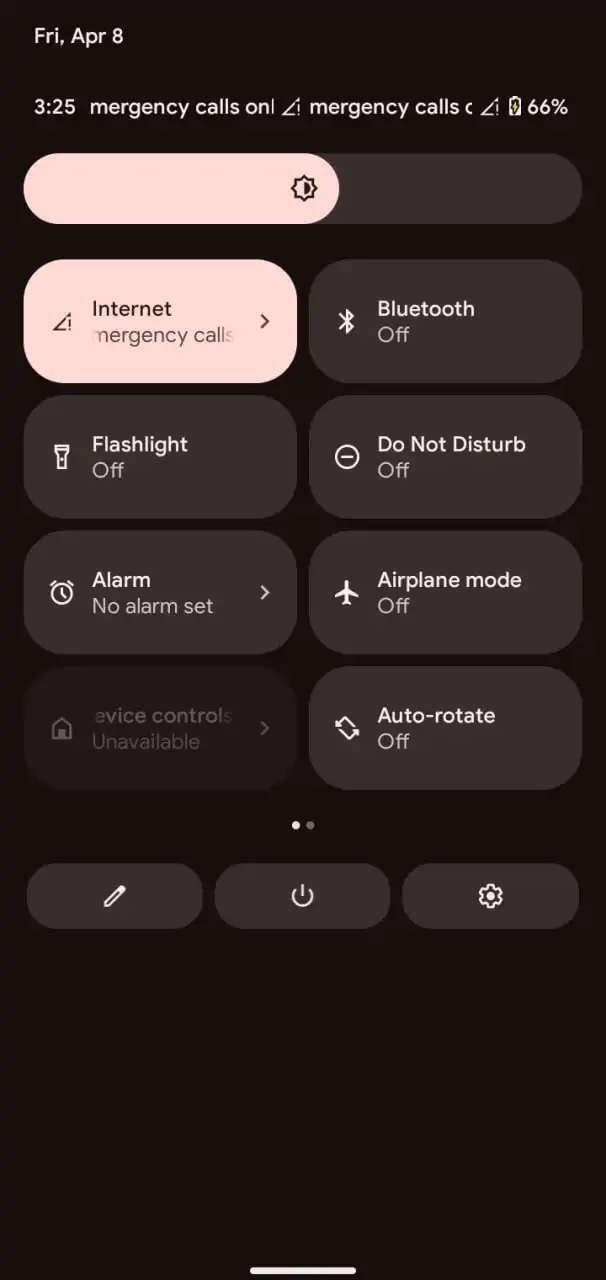 Fri, Apr 8
3:25 mergency calls onl mergency calls c 66%
Internet
mergency calls
Bluetooth
Off
Flashlight
Off
Do Not Disturb
Off
Alarm
No alarm set
Airplane mode
Off
evice controls
Unavailable
Auto-rotate
Off